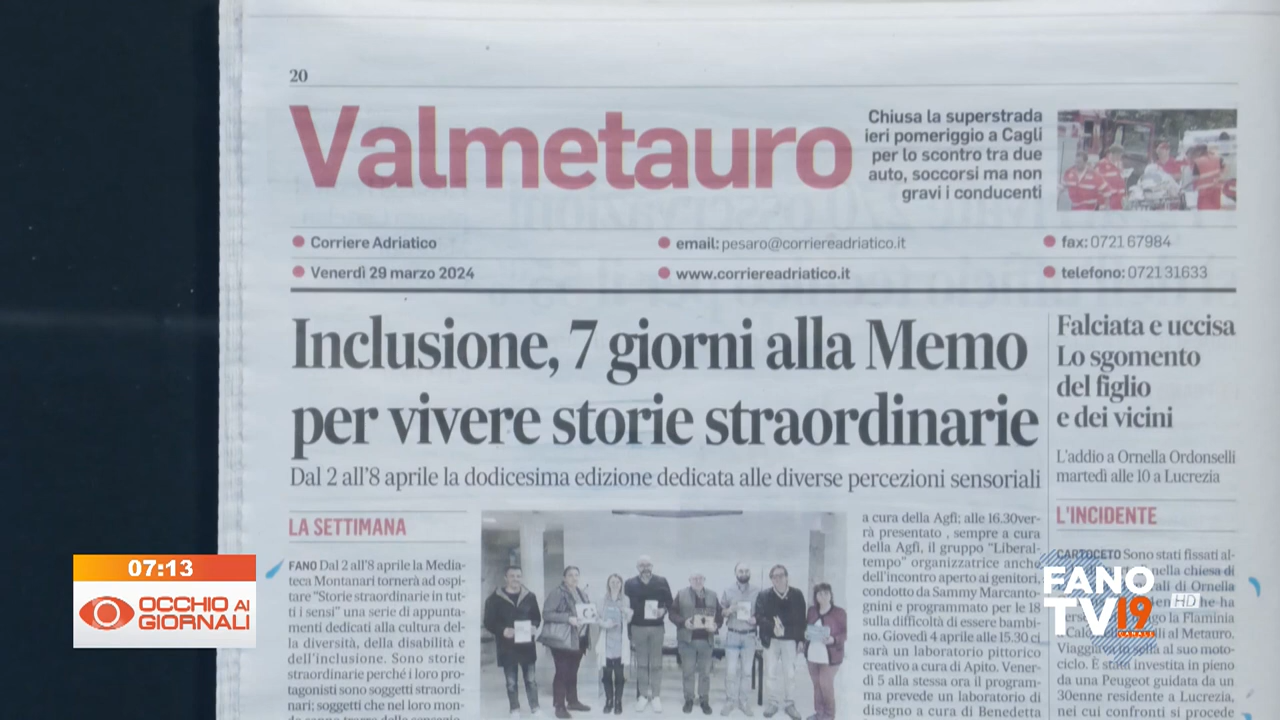 20
Valmetauro
Chiusa la superstrada
ieri pomeriggio a Cagli
per lo scontro tra due
auto, soccorsi ma non
gravi i conducenti
Corriere Adriatico
email: pesaro@corriereadriatico.it
fax: 0721 67984
Venerdì 29 marzo 2024
www.corriereadriatico.it
telefono: 0721 31633
Inclusione, 7 giorni alla Memo
per vivere storie straordinarie
Dal 2 all'8 aprile la dodicesima edizione dedicata alle diverse percezioni sensoriali
LA SETTIMANA
FANO Dal 2 all'8 aprile la Media-
teca Montanari tornerà ad ospi-
tare "Storie straordinarie in tut-
ti i sensi" una serie di appunta-
menti dedicati alla cultura del-
la diversità, della disabilità e
dell'inclusione. Sono storie
straordinarie perché i loro pro-
tagonisti sono soggetti straordi-
nari; soggetti che nel loro mon-
a cura della Agfi; alle 16.30 ver-
rà presentato , sempre a cura
della Agfi, il gruppo "Liberal-
tempo" organizzatrice anche
dell'incontro aperto ai genitori,
condotto da Sammy Marcanto-
gnini e programmato per le 18
sulla difficoltà di essere bambi-
no. Giovedì 4 aprile alle 15.30 ci
sarà un laboratorio pittorico
creativo a cura di Apito. Vener-
dì 5 alla stessa ora il program-
ma prevede un laboratorio di
disegno a cura di Benedetta
Falciata e uccisa
Lo sgomento
del figlio
e dei vicini
L'addio a Ornella Ordonselli
martedì alle 10 a Lucrezia
L'INCIDENTE
CARTOCETO Sono stati fissati al-
nella chiesa di
ali di Ornella
he ha
o la Flaminia
li al Metauro.
Viaggia al suo moto-
ciclo. È stata investita in pieno
da una Peugeot guidata da un
30enne residente a Lucrezia,
nei cui confronti si procede
07:13
OCCHIO AI
GIORNALI
FANO
TV 19
CANALE
HD